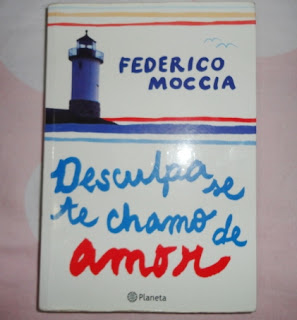 FEDERICO
MOCCIA
Desculpa se
te chamo de
amor
Planeta